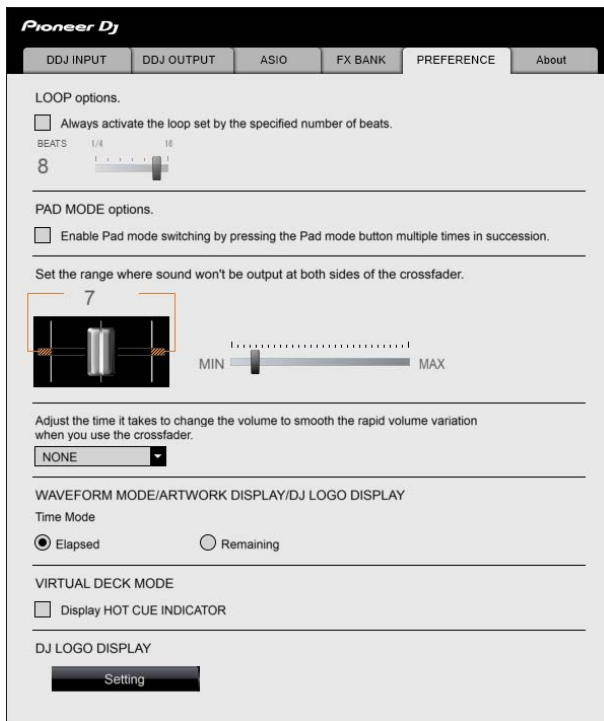 Pioneer Dj
DDJ INPUT
DDJ OUTPUT
ASIO
FX BANK
PREFERENCE
About
LOOP options.
Always activate the loop set by the specified number of beats.
BEATS 1/4 16
8
PAD MODE options.
Enable Pad mode switching by pressing the Pad mode button multiple times in succession.
Set the range where sound won't be output at both sides of the crossfader.
7
MIN MAX
Adjust the time it takes to change the volume to smooth the rapid volume variation
when you use the crossfader.
NONE
WAVEFORM MODE/ARTWORK DISPLAY/DJ LOGO DISPLAY
Time Mode
Elapsed Remaining
VIRTUAL DECK MODE
Display HOT CUE INDICATOR
DJ LOGO DISPLAY
Setting